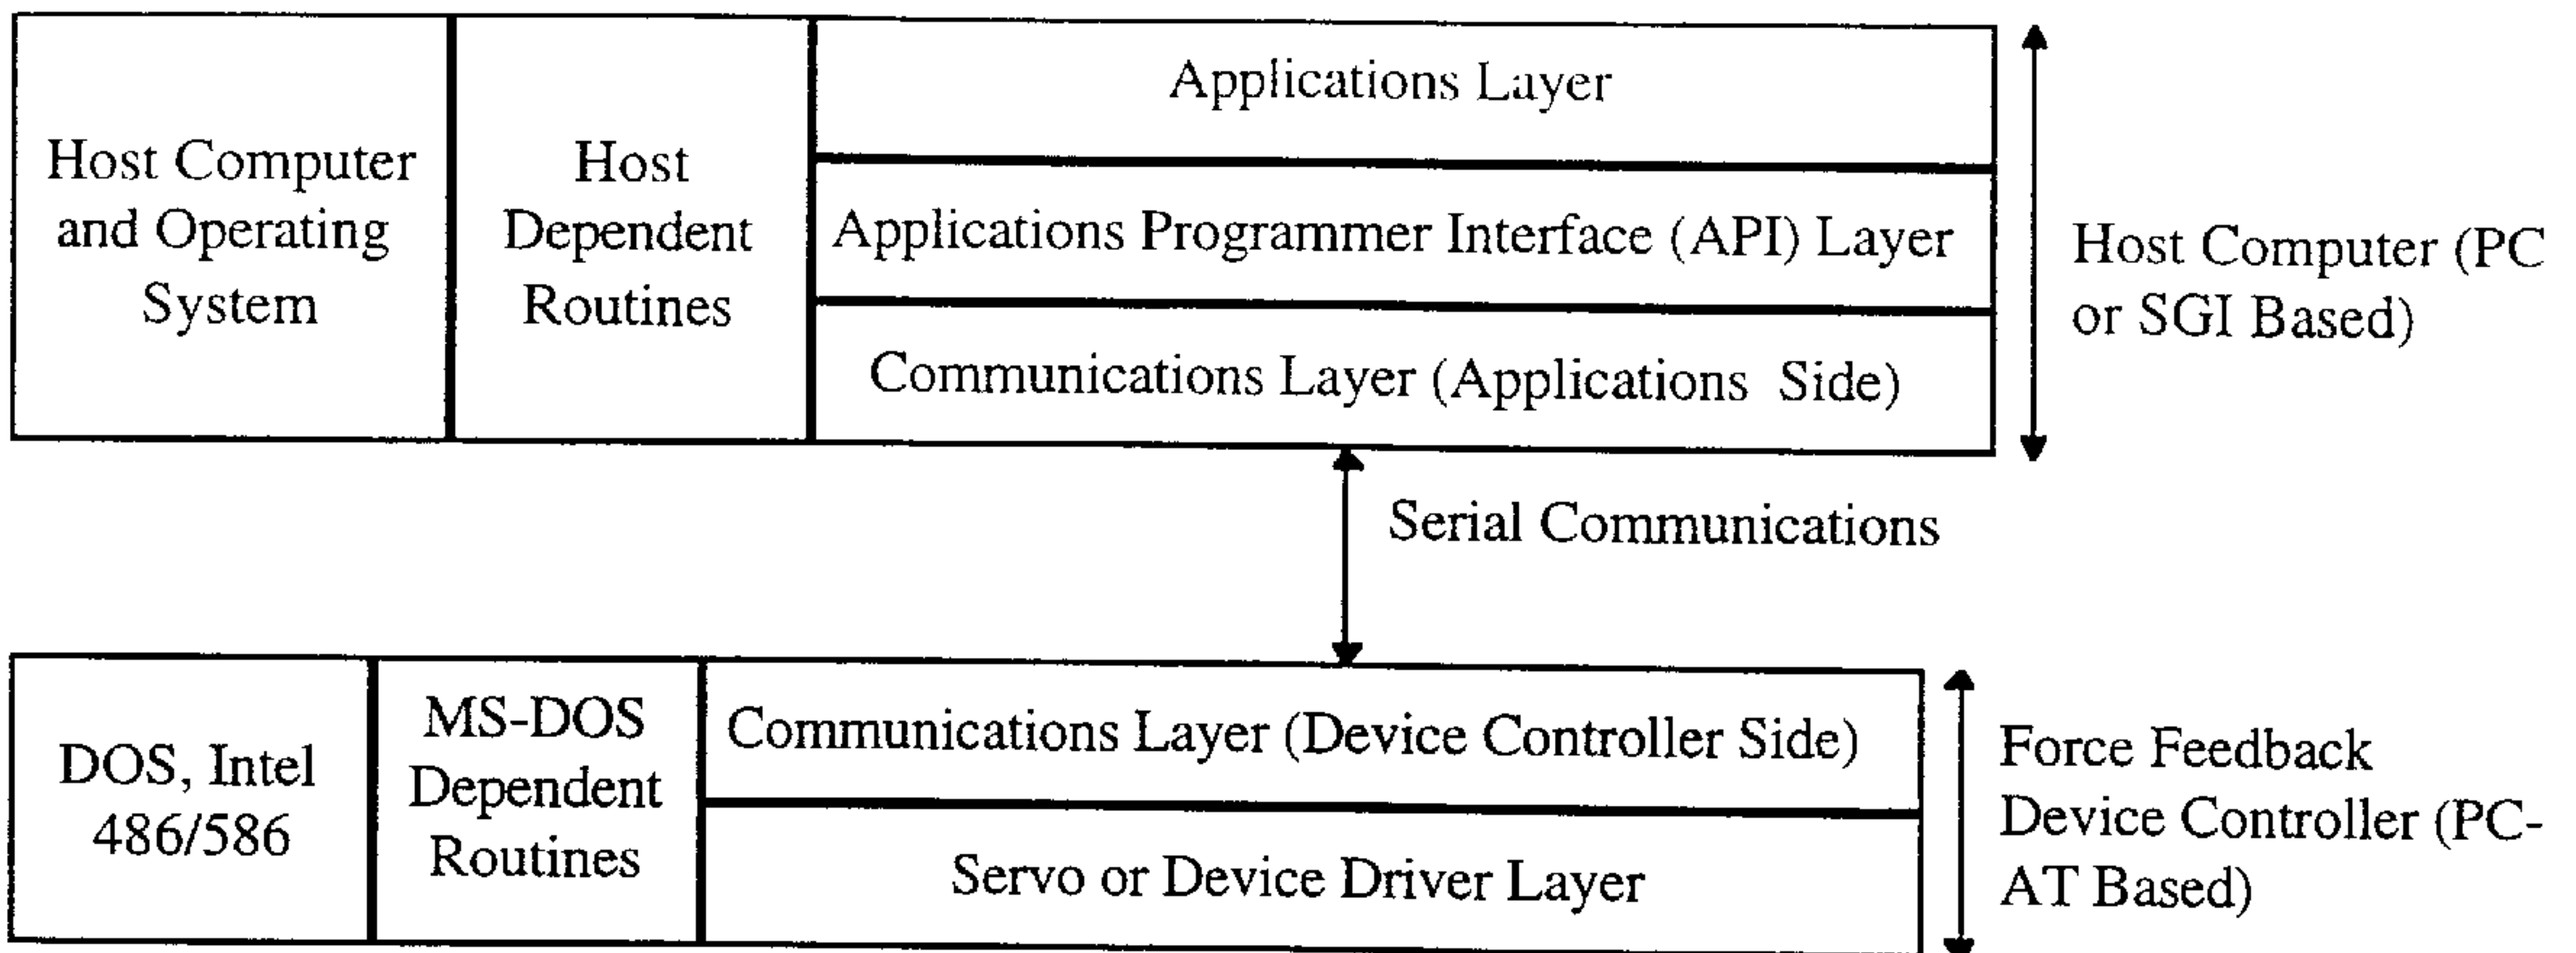 Host Computer
and Operating
System
Host
Dependent
Routines
Applications Layer
Applications Programmer Interface (API) Layer
Communications Layer (Applications Side)
Host Computer (PC
or SGI Based)
Serial Communications
DOS, Intel
486/586
MS-DOS
Dependent
Routines
Communications Layer (Device Controller Side)
Servo or Device Driver Layer
Force Feedback
Device Controller (PC-
AT Based)